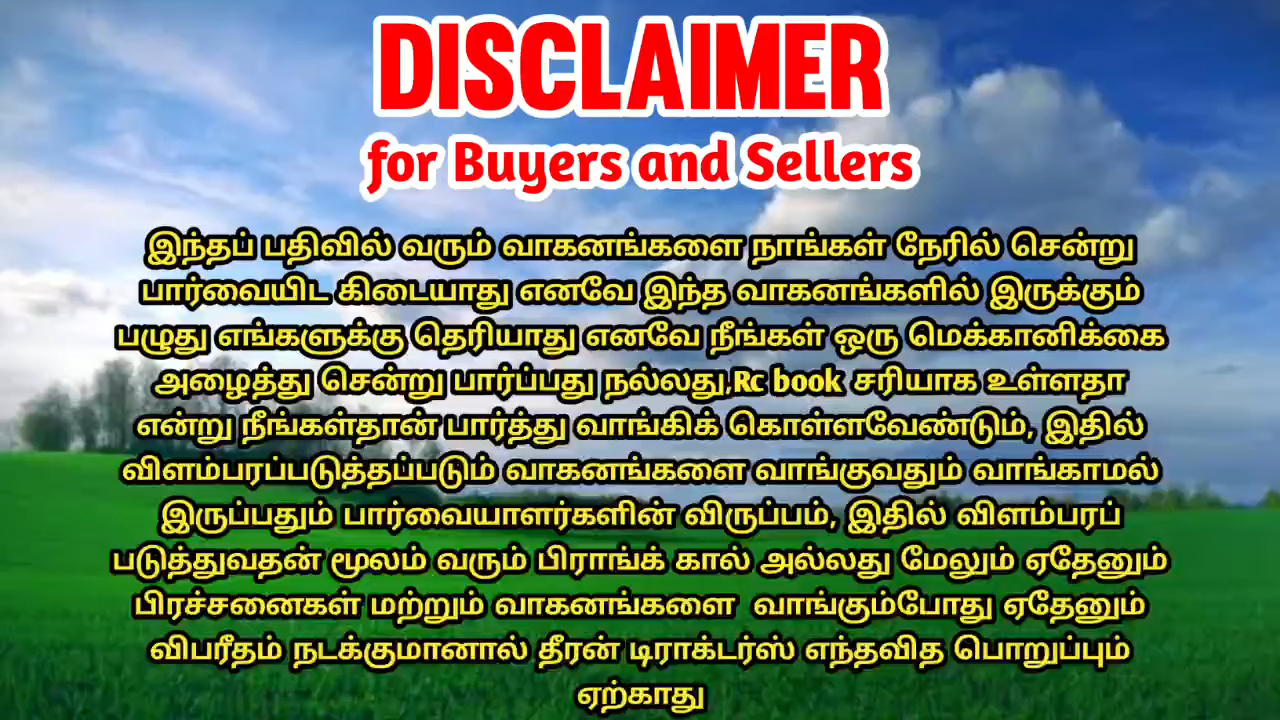 DISCLAIMER
for Buyers and Sellers
இந்தப் பதிவில் வரும் வாகனங்களை நாங்கள் நேரில் சென்று
பார்வையிட கிடையாது எனவே இந்த வாகனங்களில் இருக்கும்
பழுது எங்களுக்கு தெரியாது எனவே நீங்கள் ஒரு மெக்கானிக்கை
அழைத்து சென்று பார்ப்பது நல்லது,Rc book சரியாக உள்ளதா
என்று நீங்கள்தான் பார்த்து வாங்கிக் கொள்ளவேண்டும், இதில்
விளம்பரப்படுத்தப்படும் வாகனங்களை வாங்குவதும் வாங்காமல்
இருப்பதும் பார்வையாளர்களின் விருப்பம், இதில் விளம்பரப்
படுத்துவதன் மூலம் வரும் பிராங்க் கால் அல்லது மேலும் ஏதேனும்
பிரச்சனைகள் மற்றும் வாகனங்களை வாங்கும்போது ஏதேனும்
விபரீதம் நடக்குமானால் தீரன் டிராக்டர்ஸ் எந்தவித பொறுப்பும்
ஏற்காது